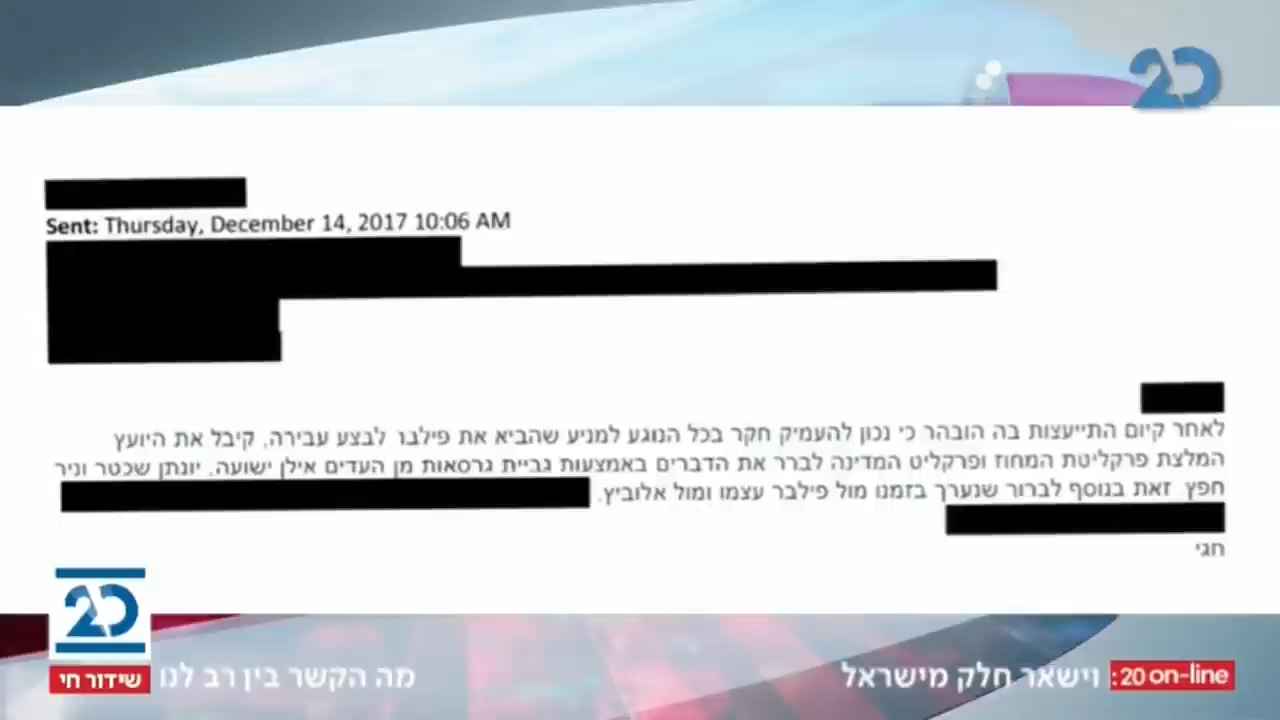 20
Sent: Thursday, December 14, 2017 10:06 AM
לאחר קיום התייעצות בה הובהר כי נכון להעמיק חקר בכל הנוגע למניע שהביא את פילבר לבצע עבירה, קיבל את היועץ
המלצת פרקליטת המחוז ופרקליט המדינה לברר את הדברים באמצעות גביית גרסאות מן העדים אילן ישועה, יונתן שכטר וניר
חפץ. זאת בנוסף לברור שנערך בזמנו מול פילבר עצמו ומול אלוביץ.
חגי
20
שידור חי
20 on-line: וישאר חלק מישראל
מה הקשר בין רב לנו